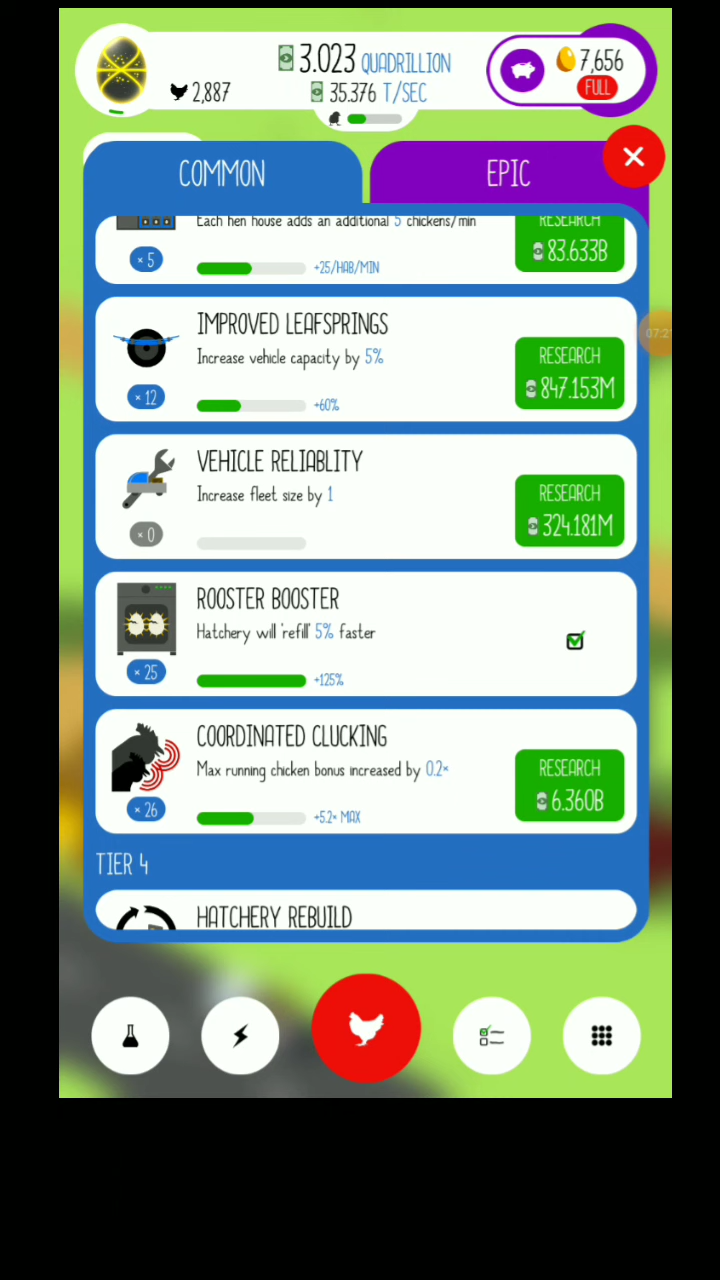 3.023 QUADRILLION
7,656
2,887
35.376 T/SEC
FULL
COMMON
EPIC
Each hen house adds an additional 5 chickens/min
RESEARCH
83.633B
× 5
+25/HAB/MIN
IMPROVED LEAFSPRINGS
Increase vehicle capacity by 5%
RESEARCH
847.153M
× 12
+60%
VEHICLE RELIABLITY
Increase fleet size by 1
RESEARCH
324.181M
× 0
ROOSTER BOOSTER
Hatchery will 'refill' 5% faster
× 25
+125%
COORDINATED CLUCKING
Max running chicken bonus increased by 0.2×
RESEARCH
6.360B
× 26
+5.2× MAX
TIER 4
HATCHERY REBUILD